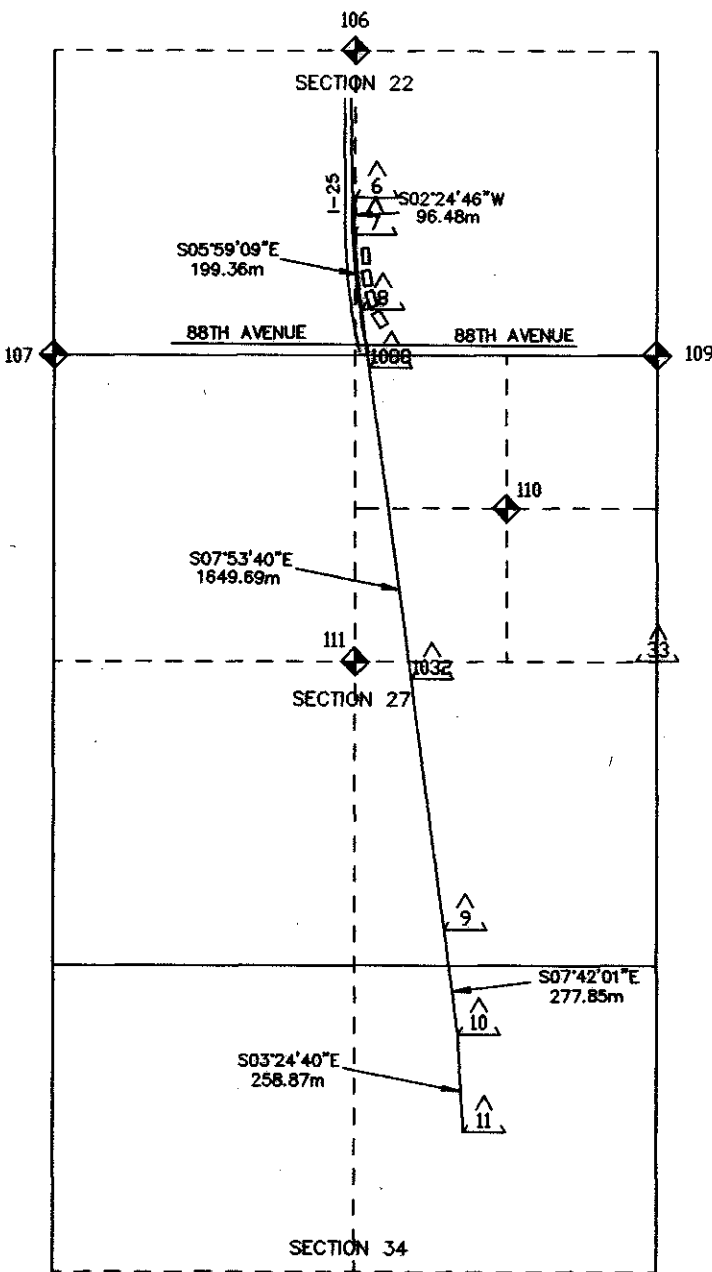 106
SECTION 22
I-25
6
S02°24'46"W
96.48m
7
S05°59'09"E
199.36m
8
88TH AVENUE
88TH AVENUE
107
109
110
S07°53'40"E
1649.69m
111
33
1032
SECTION 27
9
S07°42'01"E
277.85m
10
S03°24'40"E
258.87m
11
SECTION 34